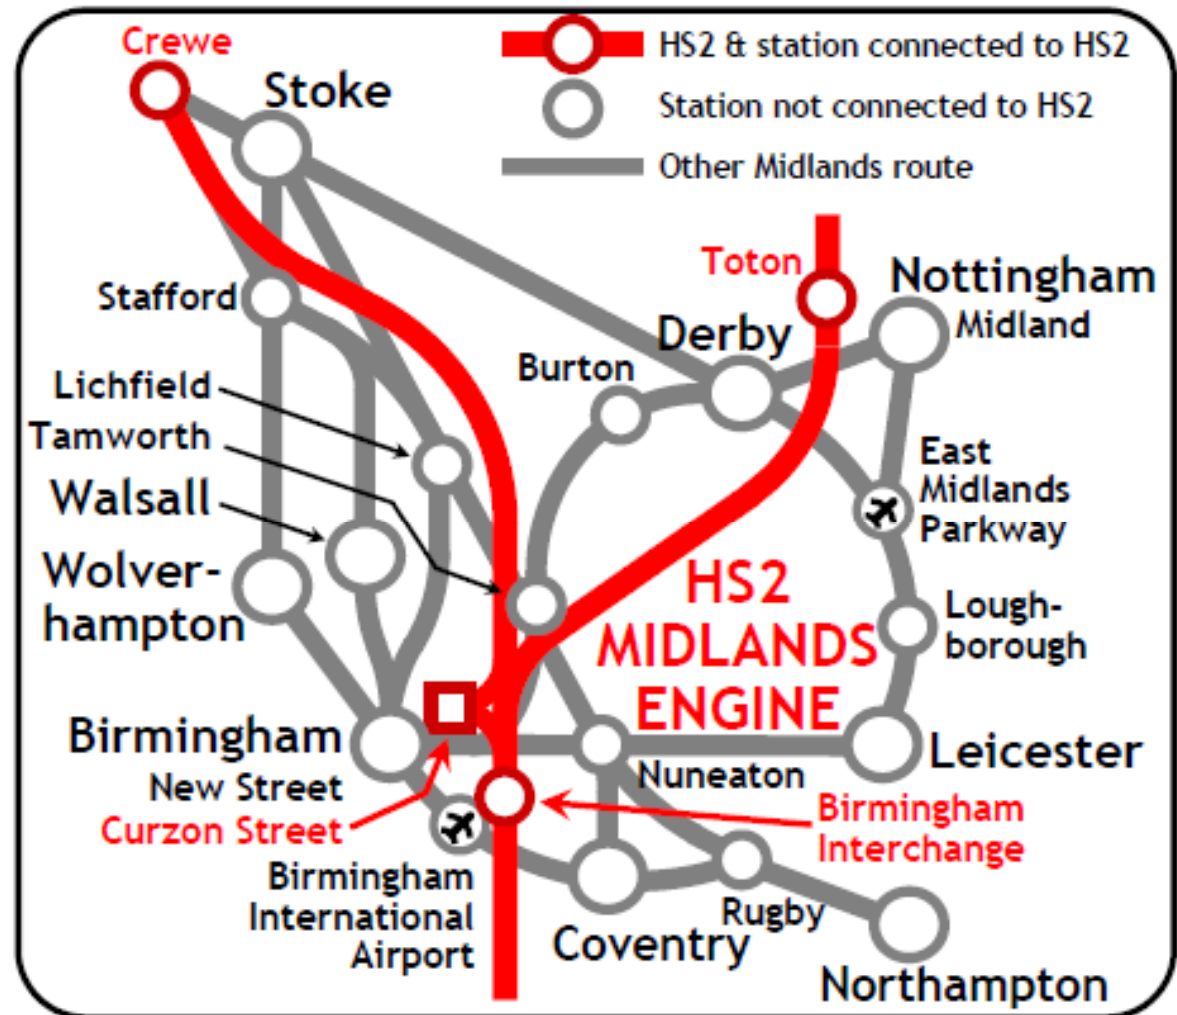 Crewe
HS2 & station connected to HS2
Stoke
Station not connected to HS2
Other Midlands route
Toton
Nottingham
Midland
Stafford
Derby
Burton
Lichfield
Tamworth
East
Midlands
Parkway
Walsall
Wolver-
hampton
HS2
MIDLANDS
ENGINE
Lough-
borough
Birmingham
New Street
Curzon Street
Leicester
Nuneaton
Birmingham
Interchange
Birmingham
International
Airport
Rugby
Coventry
Northampton